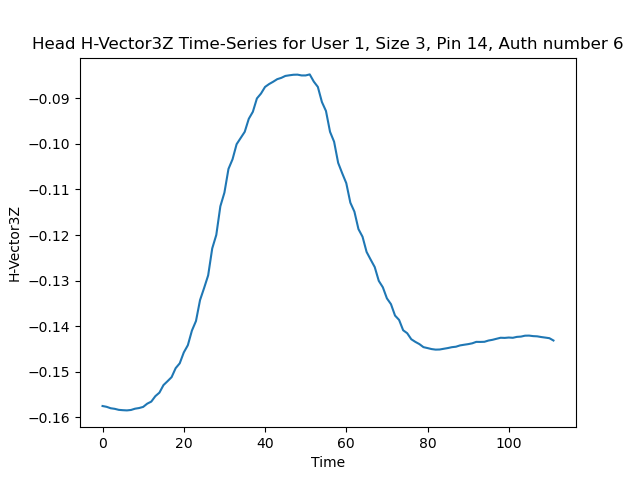 Head H-Vector3Z Time-Series for User 1, Size 3, Pin 14, Auth number 6
H-Vector3Z
−0.09
−0.10
−0.11
−0.12
−0.13
−0.14
−0.15
−0.16
0 20 40 60 80 100
Time